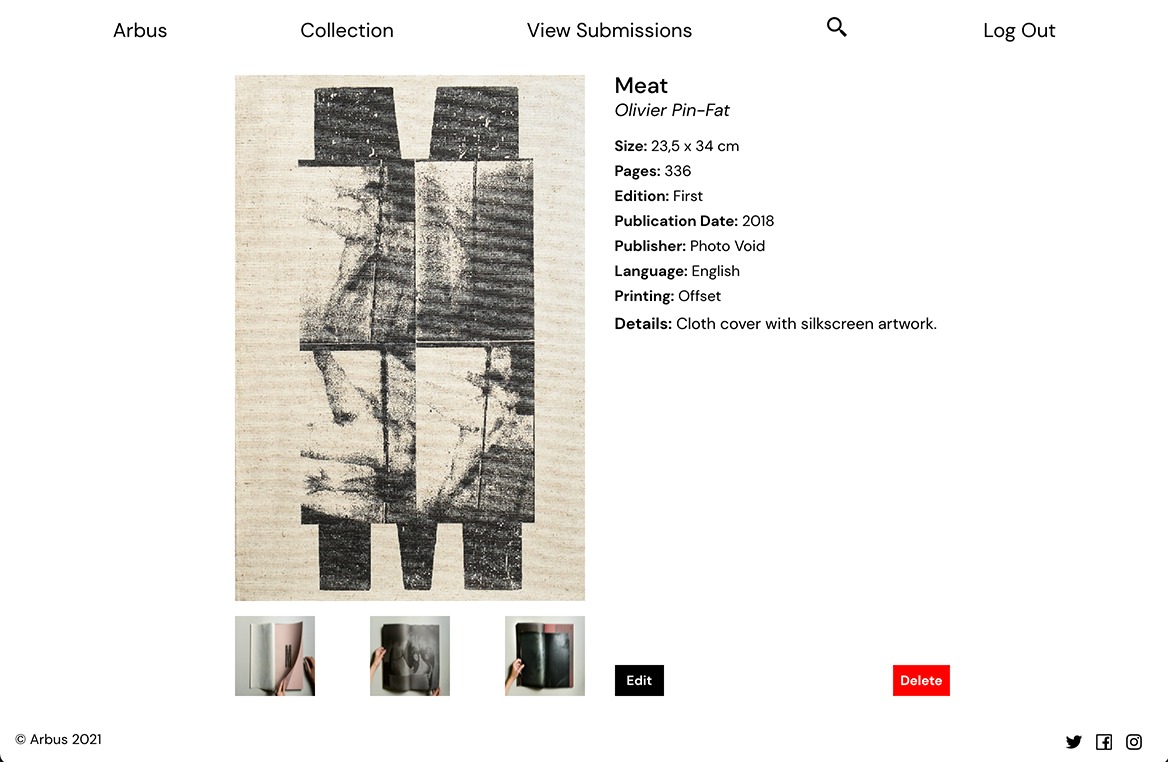 Arbus
Collection
View Submissions
Log Out
Meat
Olivier Pin-Fat
Size: 23,5 x 34 cm
Pages: 336
Edition: First
Publication Date: 2018
Publisher: Photo Void
Language: English
Printing: Offset
Details: Cloth cover with silkscreen artwork.
Edit
Delete
© Arbus 2021